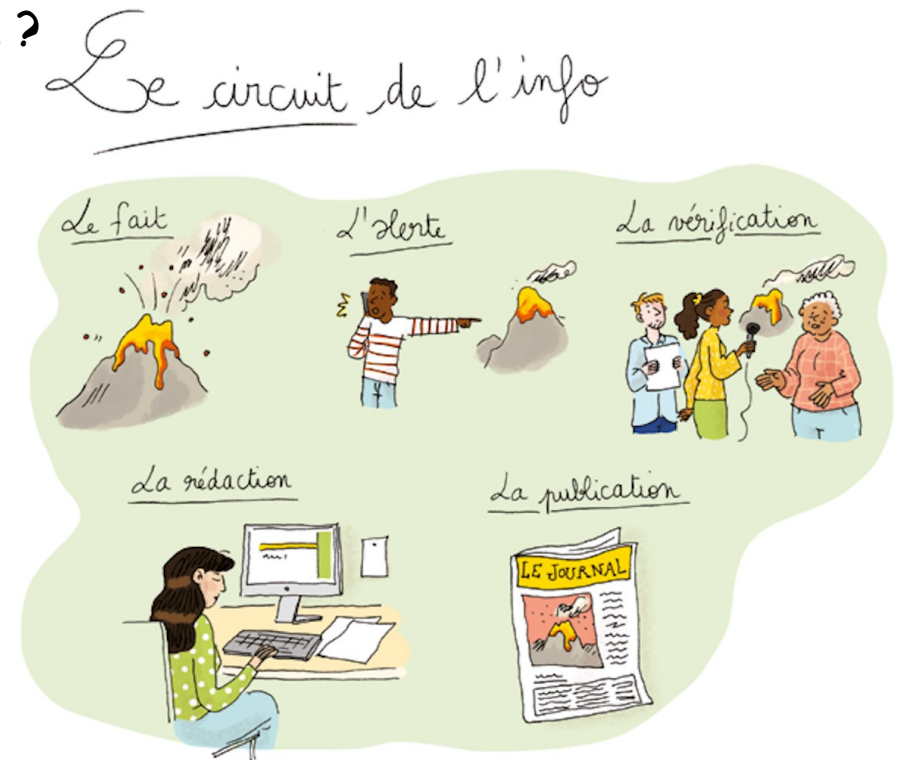 ?
Le circuit de l'info
Le fait
L'alerte
La vérification
La rédaction
La publication
LE JOURNAL